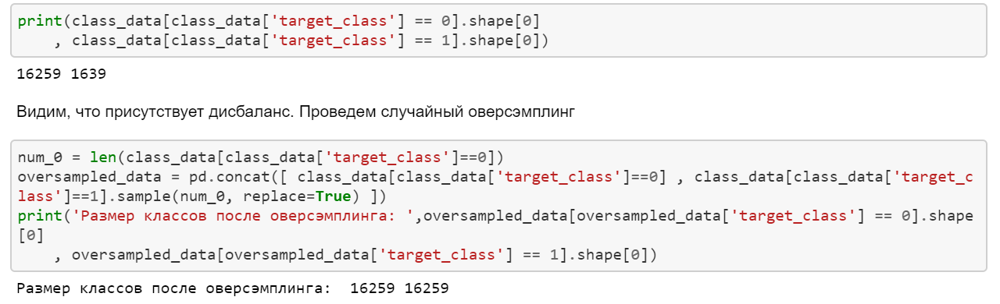 print(class_data[class_data['target_class'] == 0].shape[0]
    , class_data[class_data['target_class'] == 1].shape[0])
16259 1639
Видим, что присутствует дисбаланс. Проведем случайный оверсэмплинг
num_0 = len(class_data[class_data['target_class']==0])
oversampled_data = pd.concat([ class_data[class_data['target_class']==0] , class_data[class_data['target_c
lass']==1].sample(num_0, replace=True) ])
print('Размер классов после оверсэмплинга: ',oversampled_data[oversampled_data['target_class'] == 0].shape
[0]
    , oversampled_data[oversampled_data['target_class'] == 1].shape[0])
Размер классов после оверсэмплинга:  16259 16259